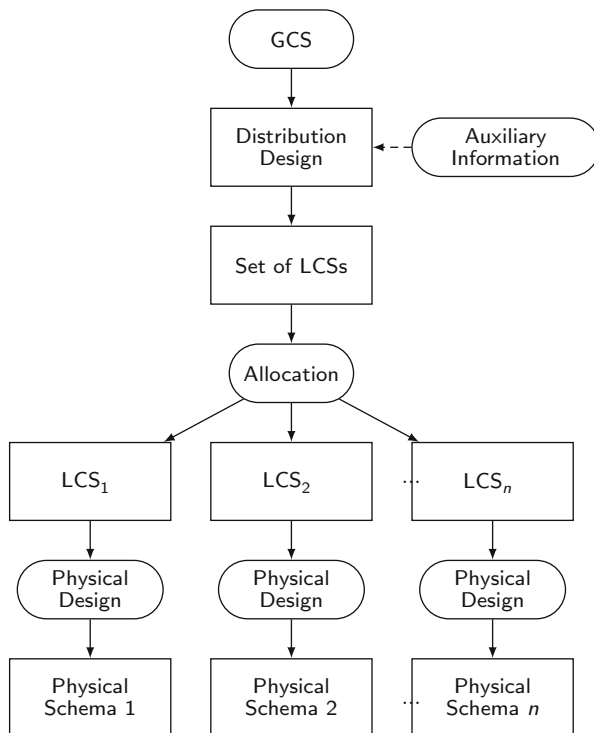 GCS
Distribution
Design
Auxiliary
Information
Set of LCSs
Allocation
LCS₁
LCS₂
...
LCSₙ
Physical
Design
Physical
Design
Physical
Design
Physical
Schema 1
Physical
Schema 2
...
Physical
Schema n